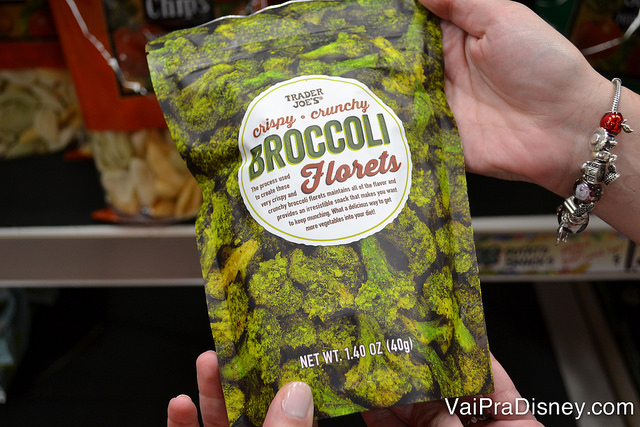 Chips
TRADER
JOE'S
crispy • crunchy
BROCCOLI
Florets
The process used
to create these
very crispy and
crunchy broccoli florets maintains all of the flavor and
provides an irresistible snack that makes you want
to keep munching. What a delicious way to get
more vegetables into your diet!
NET WT. 1.40 OZ (40g)
VaiPraDisney.com